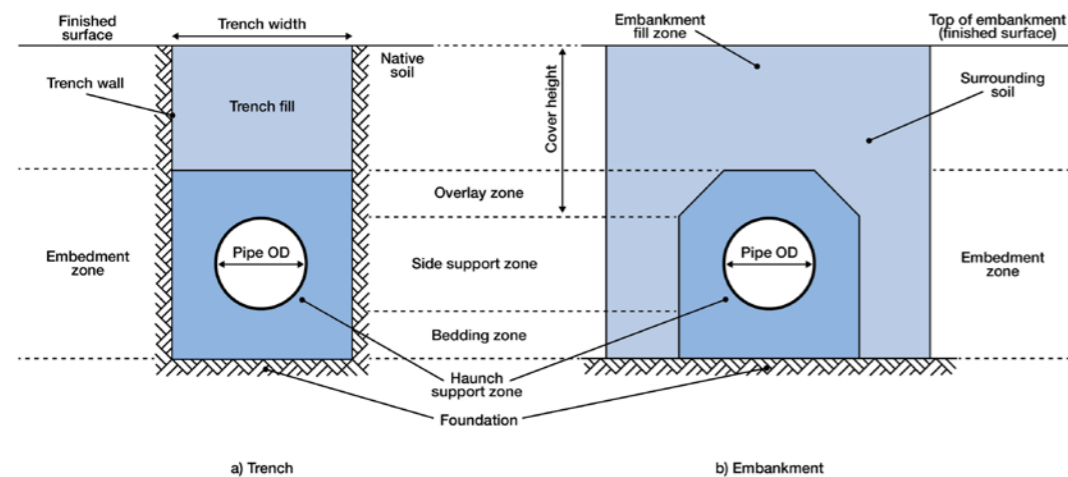 Finished
surface
Trench width
Embankment
fill zone
Top of embankment
(finished surface)
Native
soil
Trench wall
Trench fill
Cover height
Surrounding
soil
Overlay zone
Embedment
zone
Pipe OD
Side support zone
Pipe OD
Embedment
zone
Bedding zone
Haunch
support zone
Foundation
a) Trench
b) Embankment